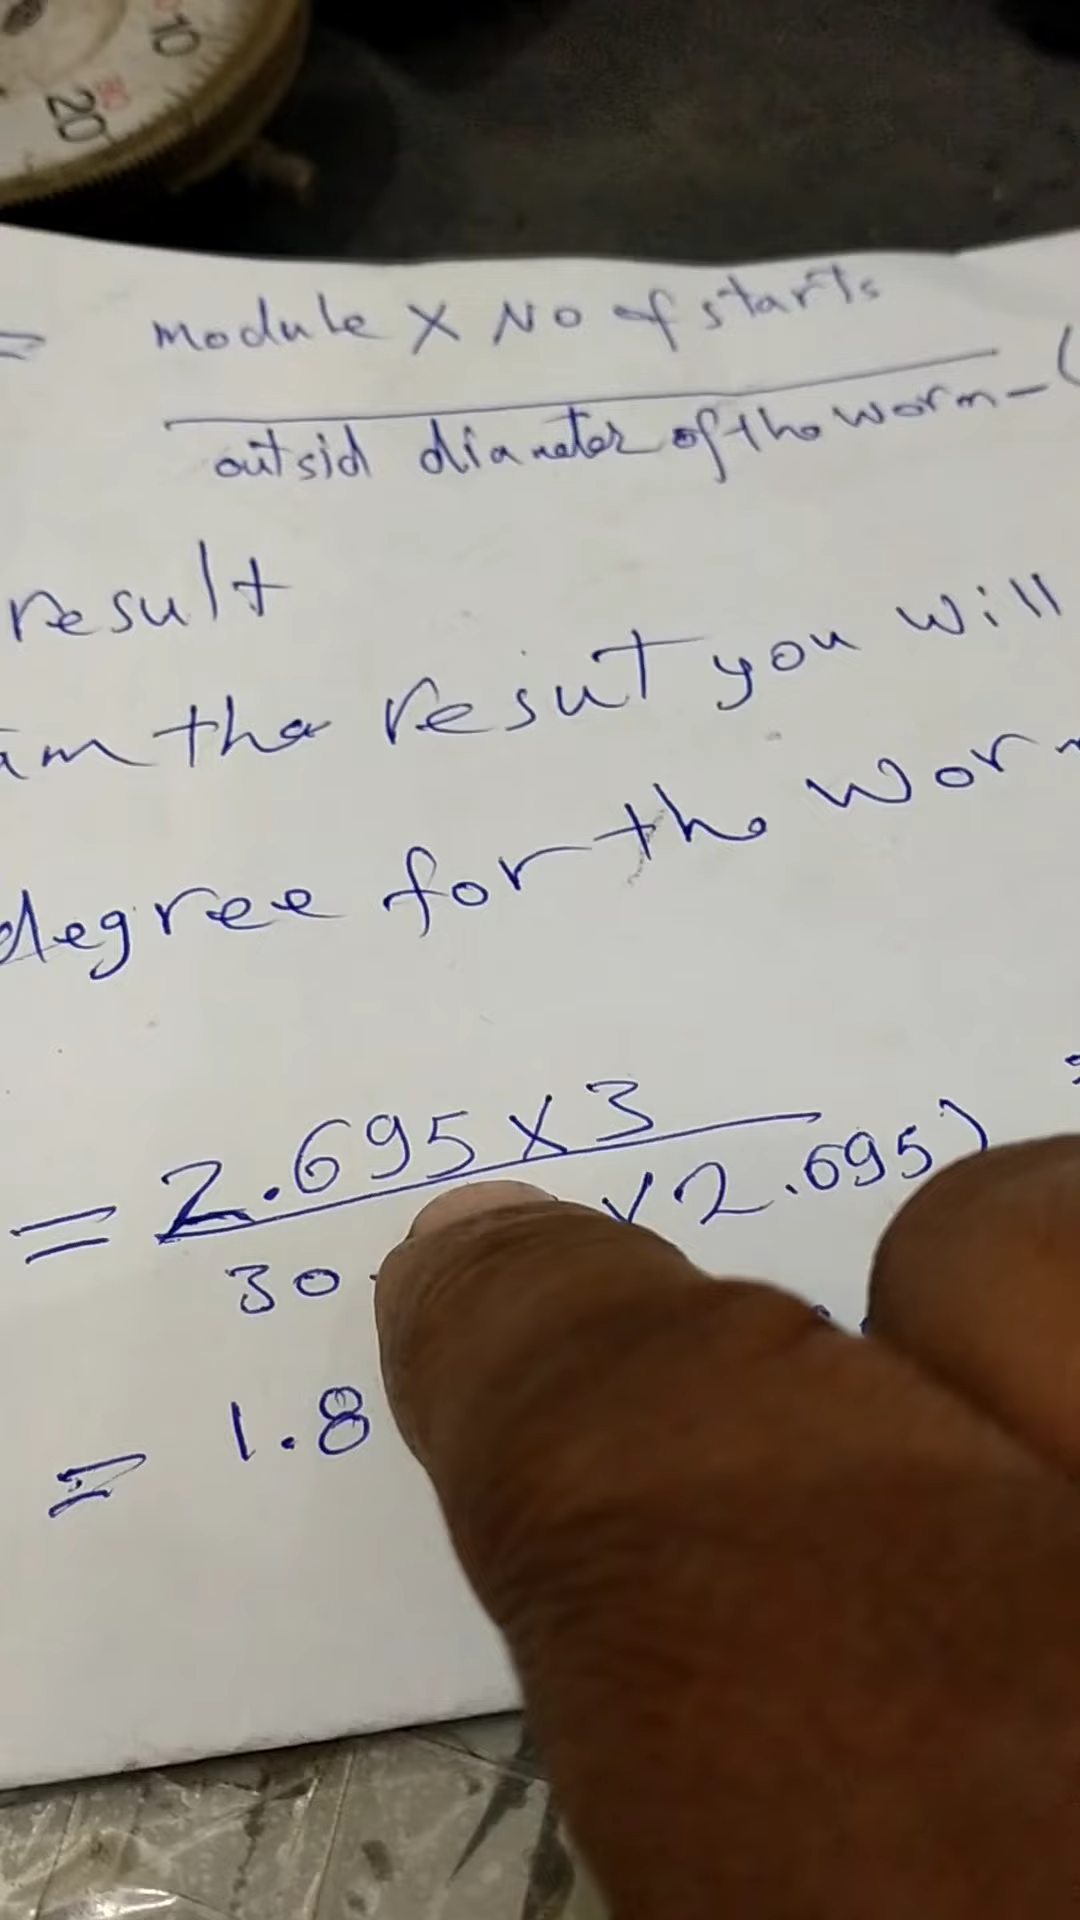 10
20 30
= module X No of starts
outsid diameter of the worm - (
result
the resut you will
degree for the
= 2.695 X 3
30 X 2.695)
= 1.8